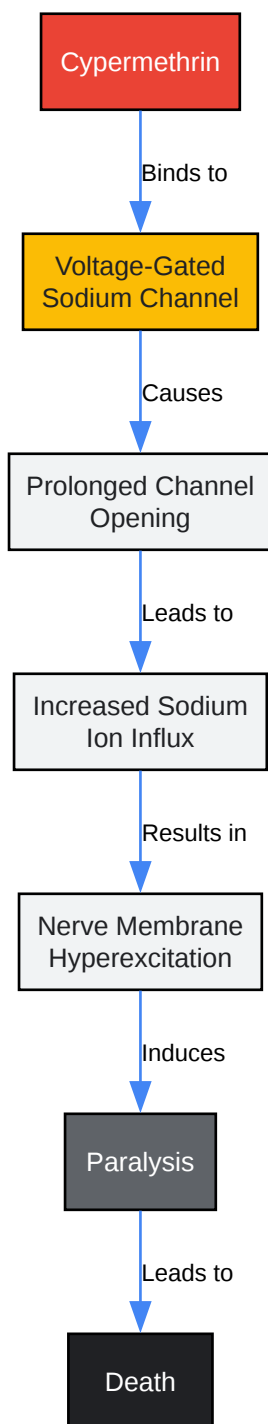 Cypermethrin
Binds to
Voltage-Gated
Sodium Channel
Causes
Prolonged Channel
Opening
Leads to
Increased Sodium
Ion Influx
Results in
Nerve Membrane
Hyperexcitation
Induces
Paralysis
Leads to
Death